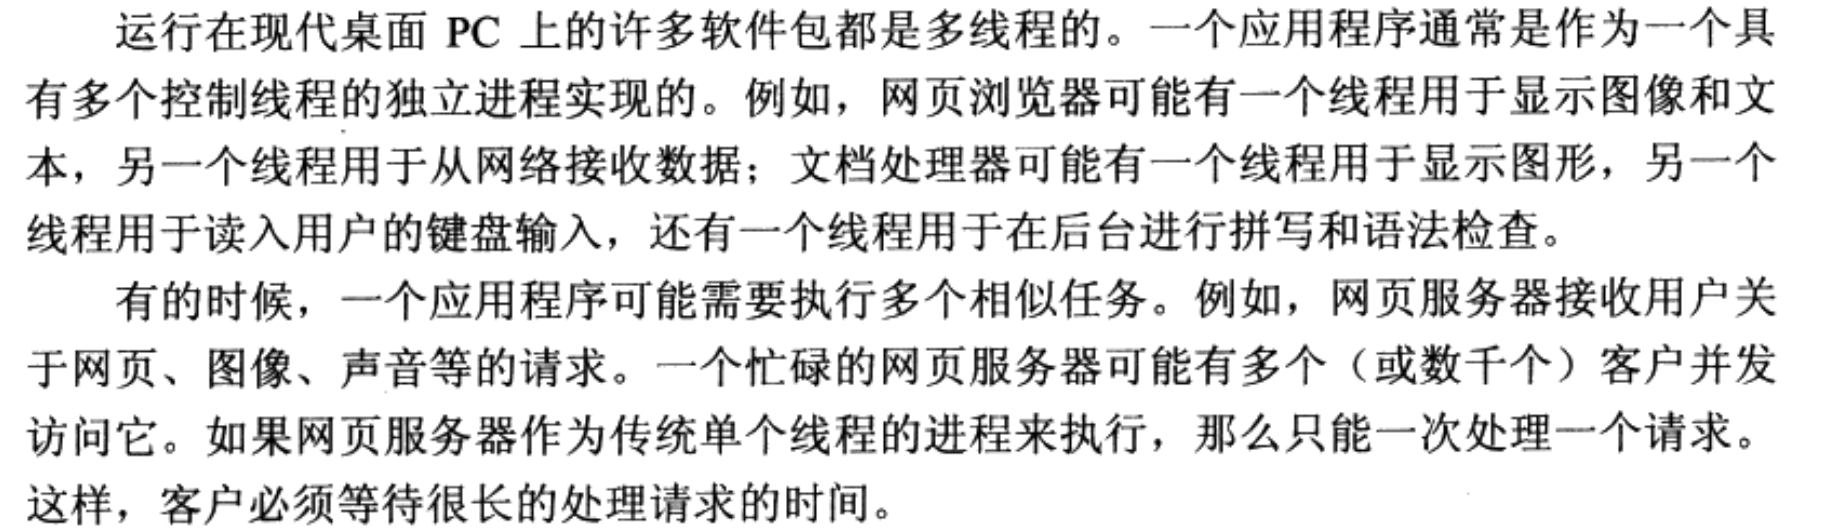 运行在现代桌面 PC 上的许多软件包都是多线程的。一个应用程序通常是作为一个具
有多个控制线程的独立进程实现的。例如，网页浏览器可能有一个线程用于显示图像和文
本，另一个线程用于从网络接收数据；文档处理器可能有一个线程用于显示图形，另一个
线程用于读入用户的键盘输入，还有一个线程用于在后台进行拼写和语法检查。
有的时候，一个应用程序可能需要执行多个相似任务。例如，网页服务器接收用户关
于网页、图像、声音等的请求。一个忙碌的网页服务器可能有多个（或数千个）客户并发
访问它。如果网页服务器作为传统单个线程的进程来执行，那么只能一次处理一个请求。
这样，客户必须等待很长的处理请求的时间。